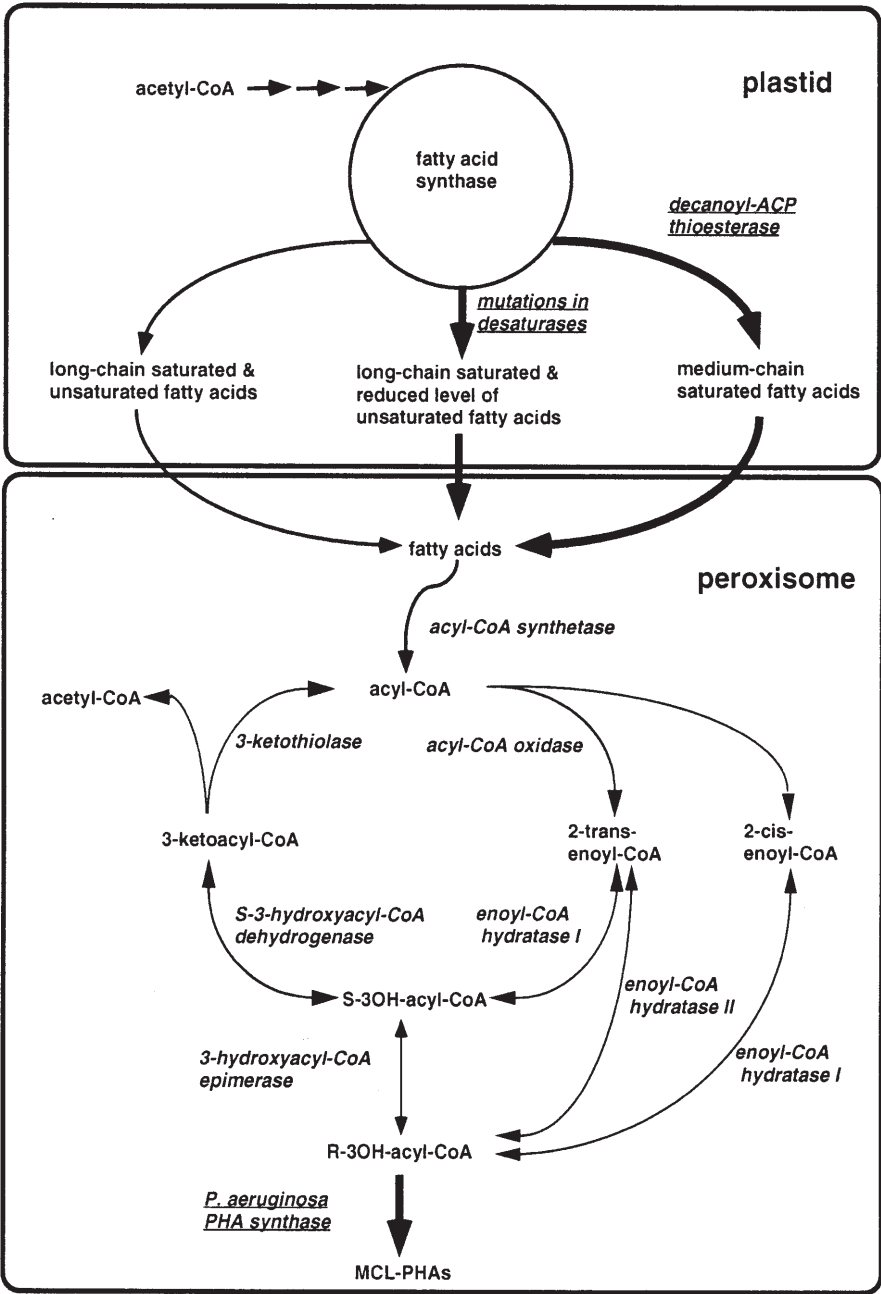 plastid
acetyl-CoA
fatty acid
synthase
decanoyl-ACP
thioesterase
mutations in
desaturases
long-chain saturated &
unsaturated fatty acids
long-chain saturated &
reduced level of
unsaturated fatty acids
medium-chain
saturated fatty acids
fatty acids
peroxisome
acyl-CoA synthetase
acetyl-CoA
acyl-CoA
3-ketothiolase
acyl-CoA oxidase
3-ketoacyl-CoA
2-trans-
enoyl-CoA
2-cis-
enoyl-CoA
S-3-hydroxyacyl-CoA
dehydrogenase
enoyl-CoA
hydratase I
S-3OH-acyl-CoA
enoyl-CoA
hydratase II
3-hydroxyacyl-CoA
epimerase
enoyl-CoA
hydratase I
R-3OH-acyl-CoA
P. aeruginosa
PHA synthase
MCL-PHAs